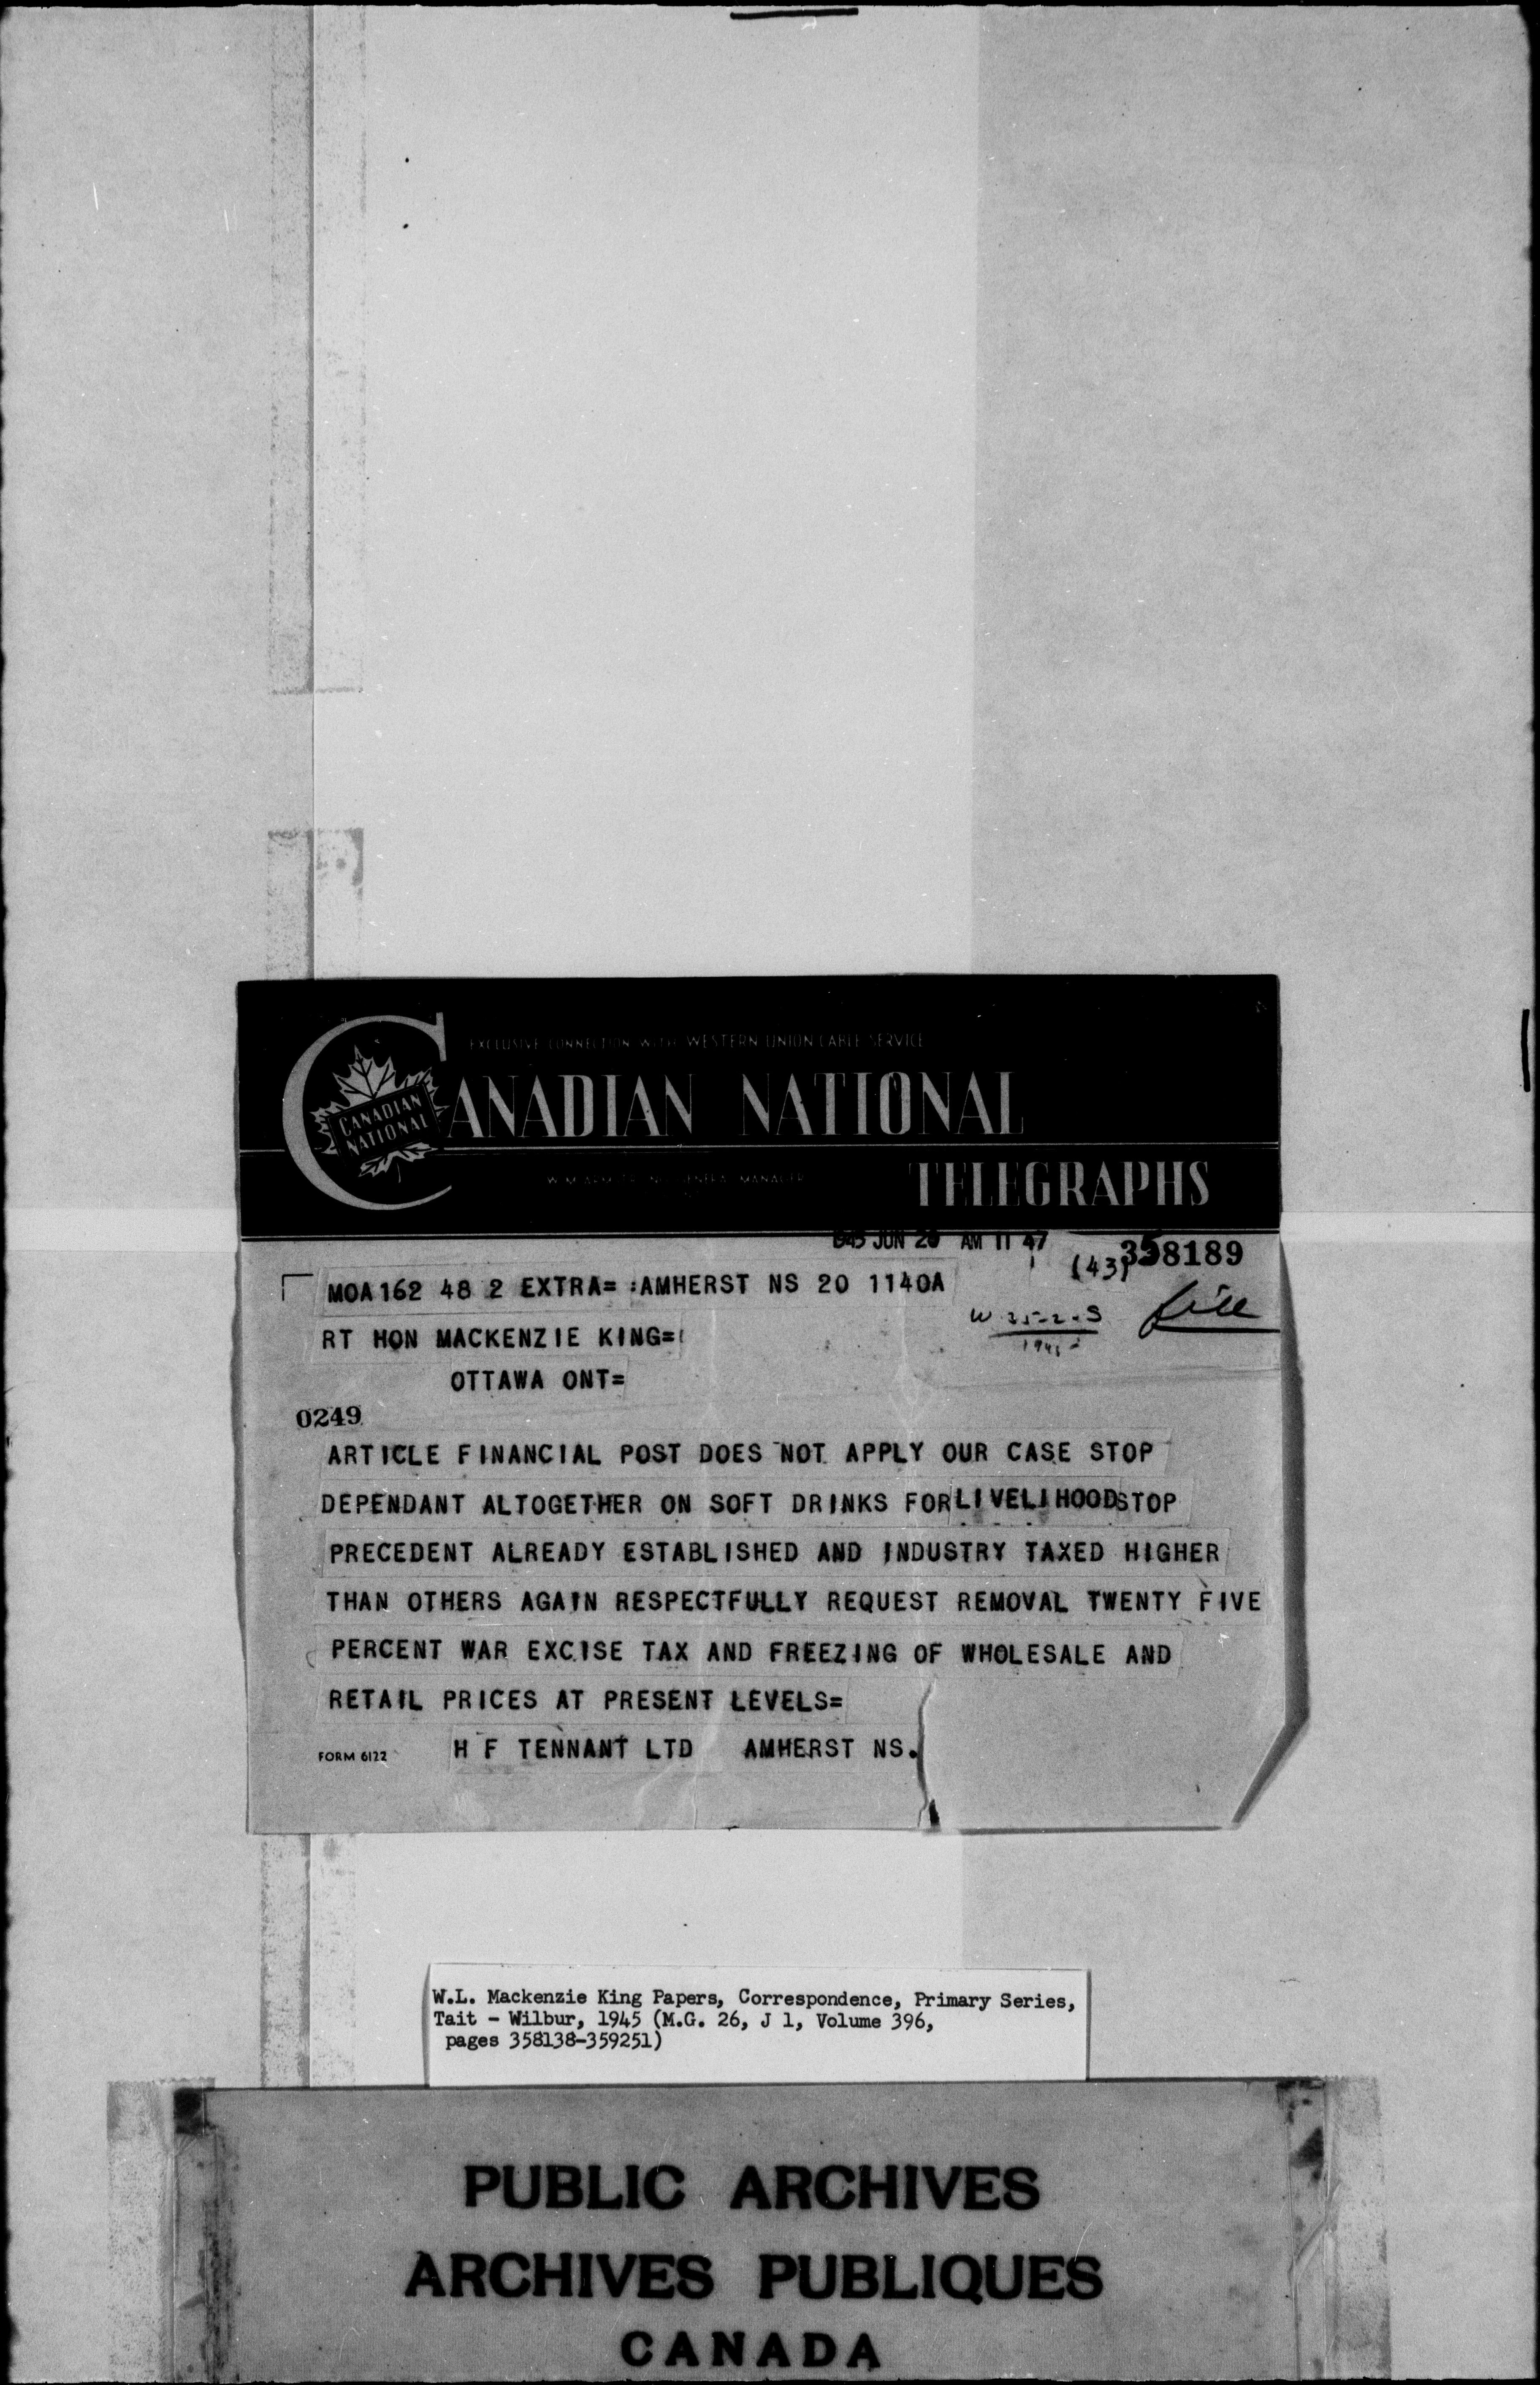 EXCLUSIVE CONNECTION WITH WESTERN UNION CABLE SERVICE
CANADIAN NATIONAL
CANADIAN
NATIONAL
TELEGRAPHS
GENERAL MANAGER
1945 JUN 20 AM 11 47
(43) 358189
MOA162 48 2 EXTRA= :AMHERST NS 20 1140A
file
RT HON MACKENZIE KING=
1945
OTTAWA ONT=
0249
ARTICLE FINANCIAL POST DOES NOT APPLY OUR CASE STOP
DEPENDANT ALTOGETHER ON SOFT DRINKS FOR LIVELIHOOD STOP
PRECEDENT ALREADY ESTABLISHED AND INDUSTRY TAXED HIGHER
THAN OTHERS AGAIN RESPECTFULLY REQUEST REMOVAL TWENTY FIVE
PERCENT WAR EXCISE TAX AND FREEZING OF WHOLESALE AND
RETAIL PRICES AT PRESENT LEVELS=
FORM 6122 H F TENNANT LTD AMHERST NS.
W.L. Mackenzie King Papers, Correspondence, Primary Series,
Tait - Wilbur, 1945 (M.G. 26, J 1, Volume 396,
pages 358138-359251)
PUBLIC ARCHIVES
ARCHIVES PUBLIQUES
CANADA